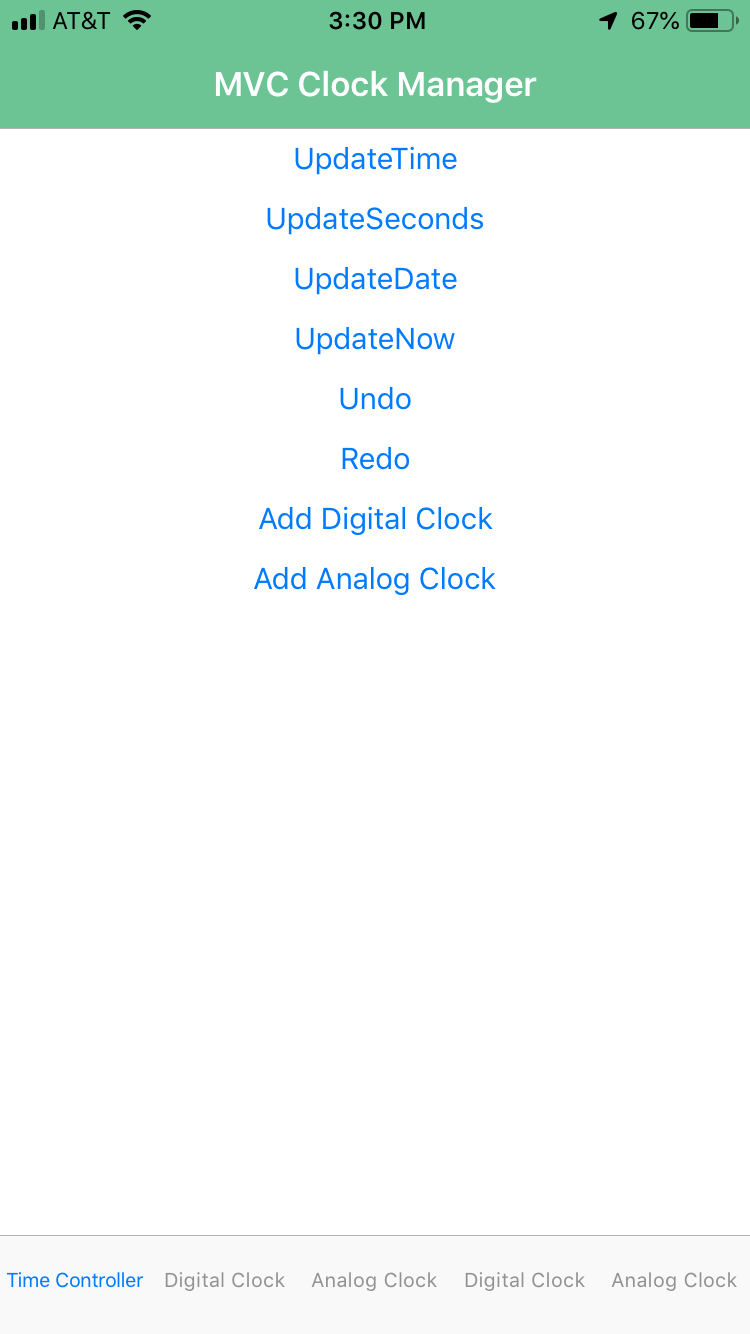 AT&T 3:30 PM 67%
MVC Clock Manager
UpdateTime
UpdateSeconds
UpdateDate
UpdateNow
Undo
Redo
Add Digital Clock
Add Analog Clock
Time Controller Digital Clock Analog Clock Digital Clock Analog Clock